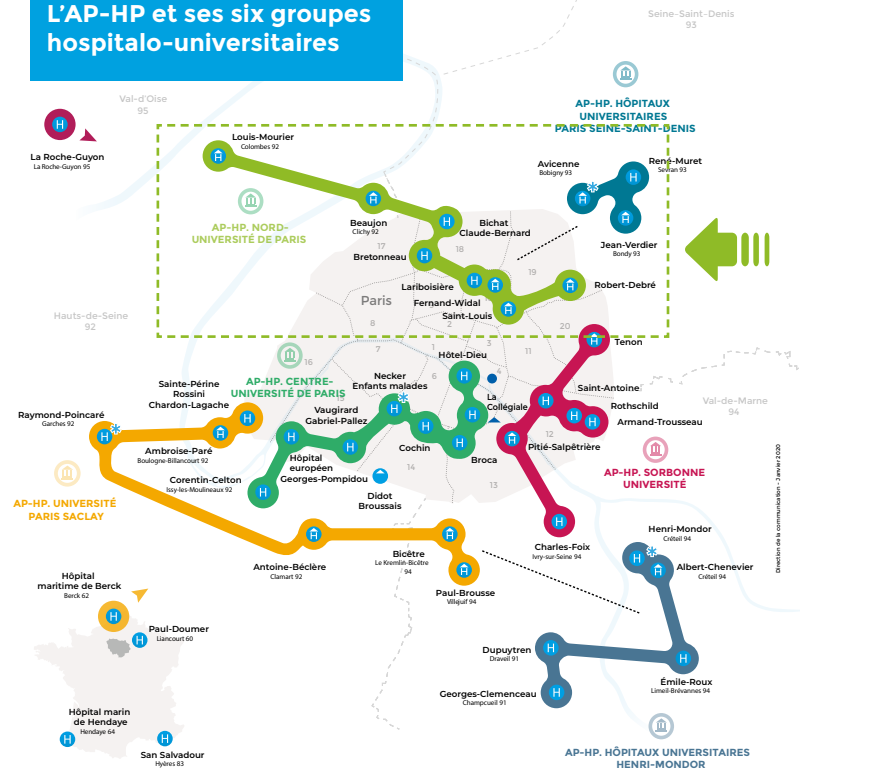 L'AP-HP et ses six groupes
hospitalo-universitaires
Seine-Saint-Denis
93
Val-d'Oise
95
AP-HP. HÔPITAUX
UNIVERSITAIRES
PARIS SEINE-SAINT-DENIS
H
La Roche-Guyon
La Roche-Guyon 95
Louis-Mourier
Colombes 92
H
Avicenne
Bobigny 93
René-Muret
Sevran 93
H
H
H
Jean-Verdier
Bondy 93
AP-HP. NORD-
UNIVERSITÉ DE PARIS
H
Beaujon
Clichy 92
H
Bichat
Claude-Bernard
17
18
19
Bretonneau
H
Lariboisière
H
H
Robert-Debré
H
Fernand-Widal
Saint-Louis
H
Paris
8
2
20
Hauts-de-Seine
92
7
3
11
16
Hôtel-Dieu
H
Tenon
H
AP-HP. CENTRE-
UNIVERSITÉ DE PARIS
15
6
4
Necker
Enfants malades
H
Sainte-Périne
Rossini
Chardon-Lagache
H
Saint-Antoine
H
La
Collégiale
Rothschild
Armand-Trousseau
H
H
Val-de-Marne
94
Raymond-Poincaré
Garches 92
H
Vaugirard
Gabriel-Pallez
H
H
H
H
H
H
H
H
12
Ambroise-Paré
Boulogne-Billancourt 92
Cochin
Broca
Pitié-Salpêtrière
Hôpital
européen
Georges-Pompidou
14
13
AP-HP. SORBONNE
UNIVERSITÉ
Corentin-Celton
Issy-les-Moulineaux 92
H
Didot
Broussais
AP-HP. UNIVERSITÉ
PARIS SACLAY
H
Charles-Foix
Ivry-sur-Seine 94
Direction de la communication - Janvier 2020
Henri-Mondor
Créteil 94
H
H
Albert-Chenevier
Créteil 94
H
Antoine-Béclère
Clamart 92
H
Bicêtre
Le Kremlin-Bicêtre
94
H
Paul-Brousse
Villejuif 94
Hôpital
maritime de Berck
Berck 62
H
Paul-Doumer
Liancourt 60
H
Dupuytren
Draveil 91
H
H
Émile-Roux
Limeil-Brévannes 94
Georges-Clemenceau
Champcueil 91
H
Hôpital marin
de Hendaye
Hendaye 64
H
H
San Salvadour
Hyères 83
AP-HP. HÔPITAUX UNIVERSITAIRES
HENRI-MONDOR